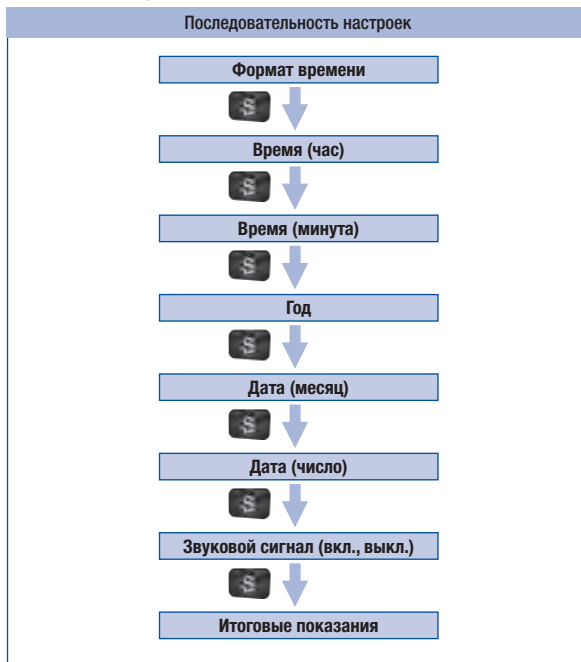 Последовательность настроек
Формат времени
S
Время (час)
S
Время (минута)
S
Год
S
Дата (месяц)
S
Дата (число)
S
Звуковой сигнал (вкл., выкл.)
S
Итоговые показания